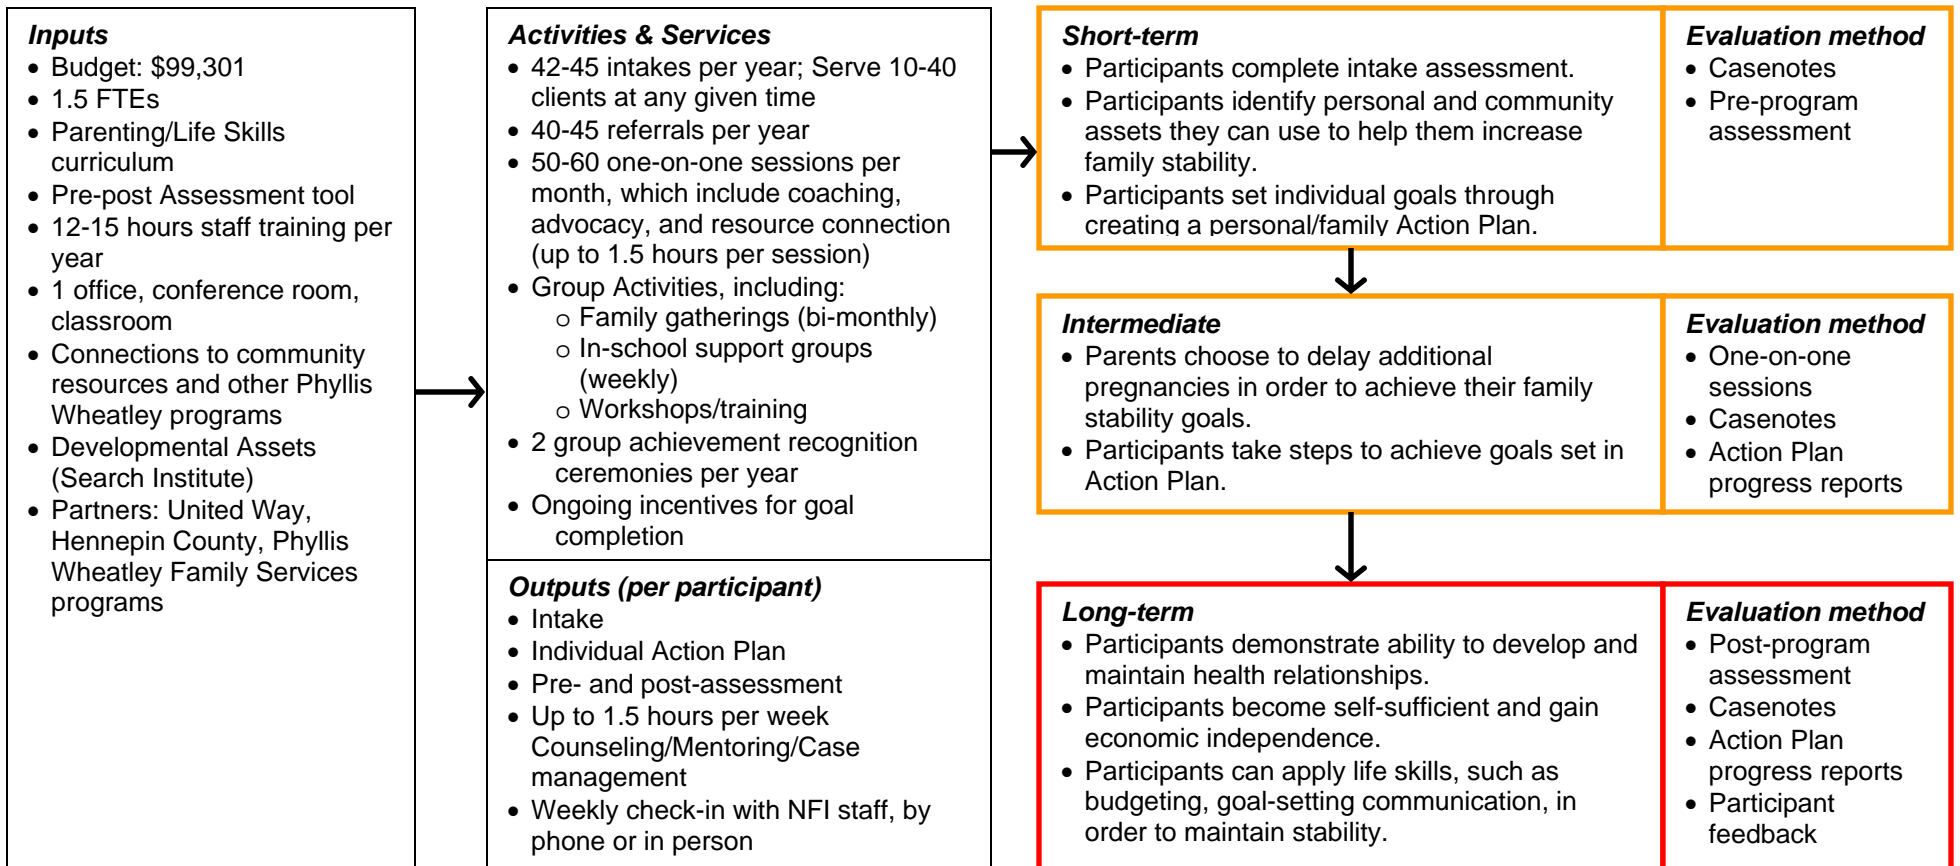 Inputs
• Budget: $99,301
• 1.5 FTEs
• Parenting/Life Skills
curriculum
• Pre-post Assessment tool
• 12-15 hours staff training per
year
• 1 office, conference room,
classroom
• Connections to community
resources and other Phyllis
Wheatley programs
• Developmental Assets
(Search Institute)
• Partners: United Way,
Hennepin County, Phyllis
Wheatley Family Services
programs
Activities & Services
• 42-45 intakes per year; Serve 10-40
clients at any given time
• 40-45 referrals per year
• 50-60 one-on-one sessions per
month, which include coaching,
advocacy, and resource connection
(up to 1.5 hours per session)
• Group Activities, including:
o Family gatherings (bi-monthly)
o In-school support groups
(weekly)
o Workshops/training
• 2 group achievement recognition
ceremonies per year
• Ongoing incentives for goal
completion
Outputs (per participant)
• Intake
• Individual Action Plan
• Pre- and post-assessment
• Up to 1.5 hours per week
Counseling/Mentoring/Case
management
• Weekly check-in with NFI staff, by
phone or in person
Short-term
• Participants complete intake assessment.
• Participants identify personal and community
assets they can use to help them increase
family stability.
• Participants set individual goals through
creating a personal/family Action Plan.
Evaluation method
• Casenotes
• Pre-program
assessment
Intermediate
• Parents choose to delay additional
pregnancies in order to achieve their family
stability goals.
• Participants take steps to achieve goals set in
Action Plan.
Evaluation method
• One-on-one
sessions
• Casenotes
• Action Plan
progress reports
Long-term
• Participants demonstrate ability to develop and
maintain health relationships.
• Participants become self-sufficient and gain
economic independence.
• Participants can apply life skills, such as
budgeting, goal-setting communication, in
order to maintain stability.
Evaluation method
• Post-program
assessment
• Casenotes
• Action Plan
progress reports
• Participant
feedback